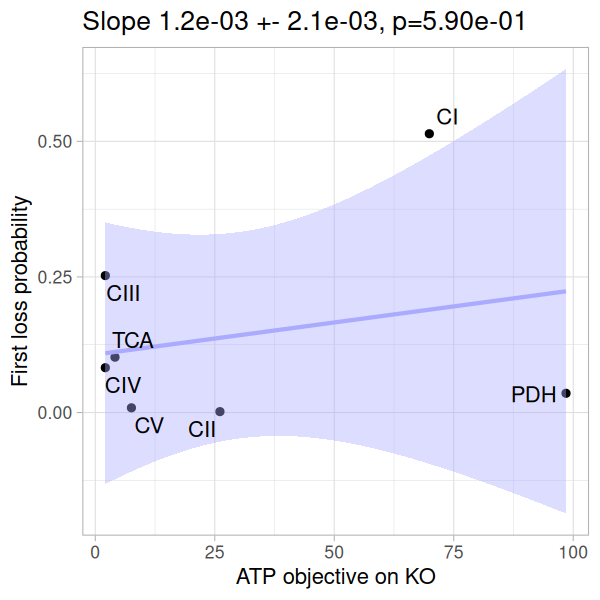 Slope 1.2e-03 +- 2.1e-03, p=5.90e-01
CI
0.50
0.25
CIII
TCA
CIV
PDH
CV
CII
0.00
First loss probability
0
25
50
75
100
ATP objective on KO